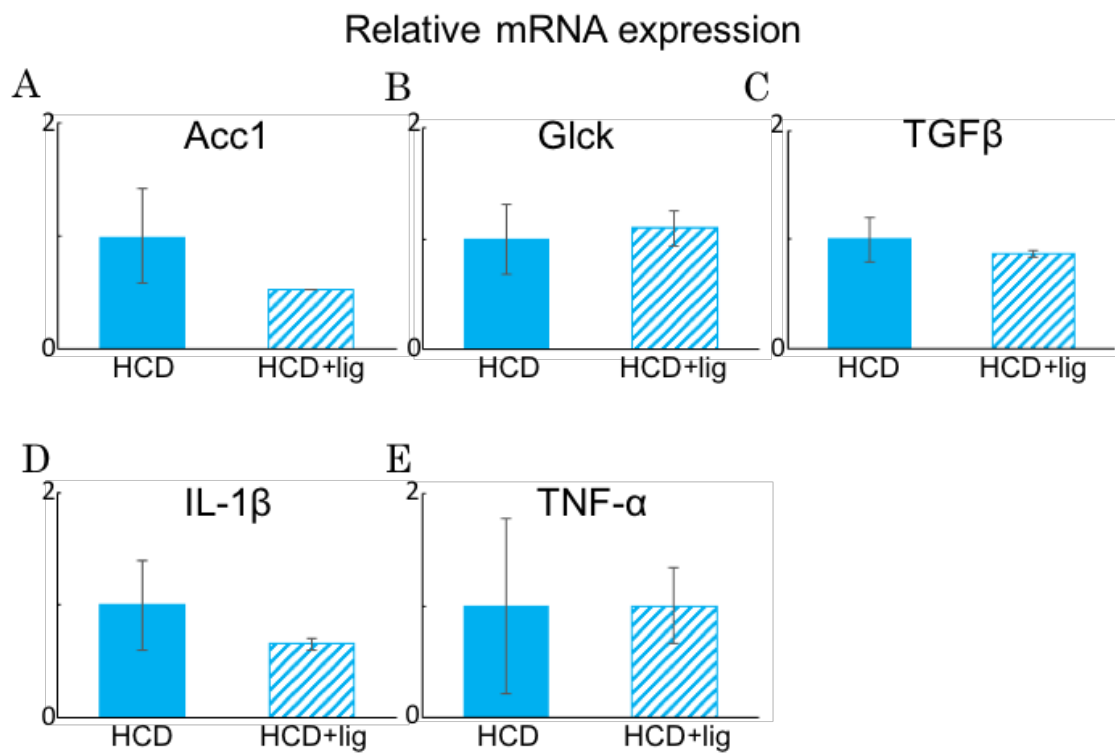 Relative mRNA expression
A B C
2 Acc1 2 Glck 2 TGFβ
0 0 0
HCD HCD+lig HCD HCD+lig HCD HCD+lig
D E
2 IL-1β 2 TNF-α
0 0
HCD HCD+lig HCD HCD+lig